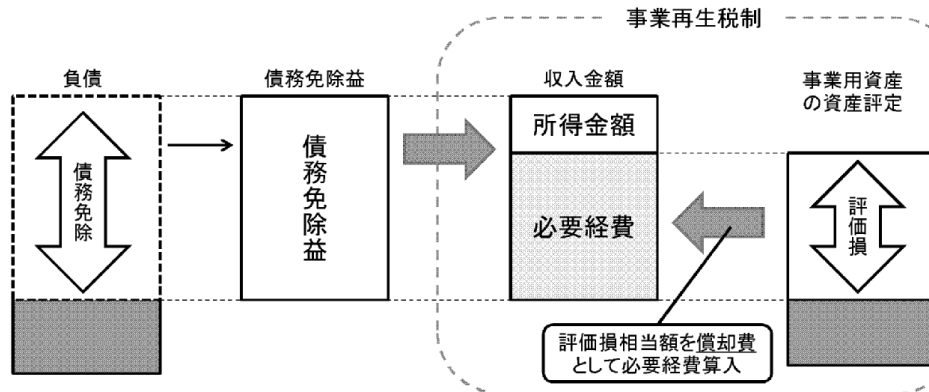 事業再生税制
負債
債務免除益
収入金額
事業用資産
の資産評定
債務免除
債務免除益
所得金額
必要経費
評価損
評価損相当額を償却費
として必要経費算入